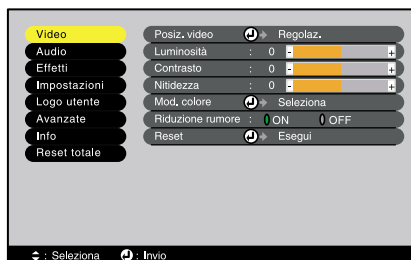 Video
Audio
Effetti
Impostazioni
Logo utente
Avanzate
Info
Reset totale
Posiz. video Regolaz.
Luminosità : 0 - +
Contrasto : 0 - +
Nitidezza : 0 - +
Mod. colore Seleziona
Riduzione rumore : ON OFF
Reset Esegui
: Seleziona : Invio